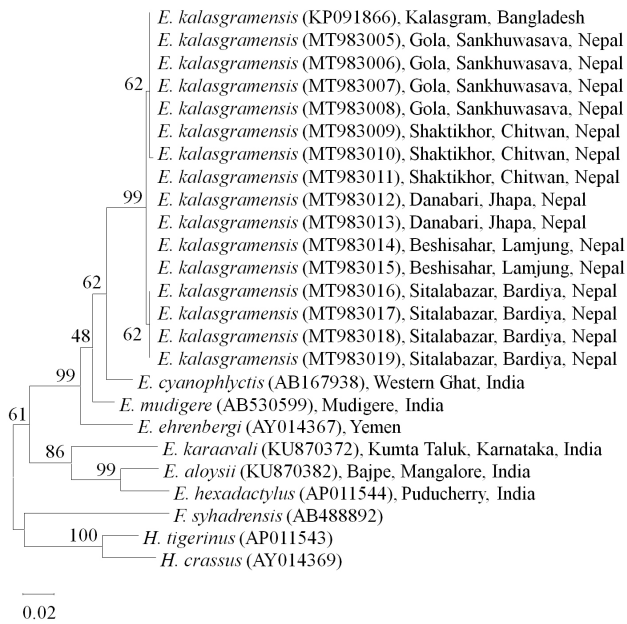 E. kalasgramensis (KP091866), Kalasgram, Bangladesh
E. kalasgramensis (MT983005), Gola, Sankhuwasava, Nepal
E. kalasgramensis (MT983006), Gola, Sankhuwasava, Nepal
E. kalasgramensis (MT983007), Gola, Sankhuwasava, Nepal
62
E. kalasgramensis (MT983008), Gola, Sankhuwasava, Nepal
E. kalasgramensis (MT983009), Shaktikhor, Chitwan, Nepal
E. kalasgramensis (MT983010), Shaktikhor, Chitwan, Nepal
E. kalasgramensis (MT983011), Shaktikhor, Chitwan, Nepal
99
E. kalasgramensis (MT983012), Danabari, Jhapa, Nepal
E. kalasgramensis (MT983013), Danabari, Jhapa, Nepal
E. kalasgramensis (MT983014), Beshisahar, Lamjung, Nepal
E. kalasgramensis (MT983015), Beshisahar, Lamjung, Nepal
62
E. kalasgramensis (MT983016), Sitalabazar, Bardiya, Nepal
E. kalasgramensis (MT983017), Sitalabazar, Bardiya, Nepal
48
62
E. kalasgramensis (MT983018), Sitalabazar, Bardiya, Nepal
E. kalasgramensis (MT983019), Sitalabazar, Bardiya, Nepal
99
E. cyanophlyctis (AB167938), Western Ghat, India
E. mudigere (AB530599), Mudigere, India
61
E. ehrenbergi (AY014367), Yemen
86
E. karaavali (KU870372), Kumta Taluk, Karnataka, India
99
E. aloysii (KU870382), Bajpe, Mangalore, India
E. hexadactylus (AP011544), Puducherry, India
F. syhadrensis (AB488892)
100
H. tigerinus (AP011543)
H. crassus (AY014369)
0.02